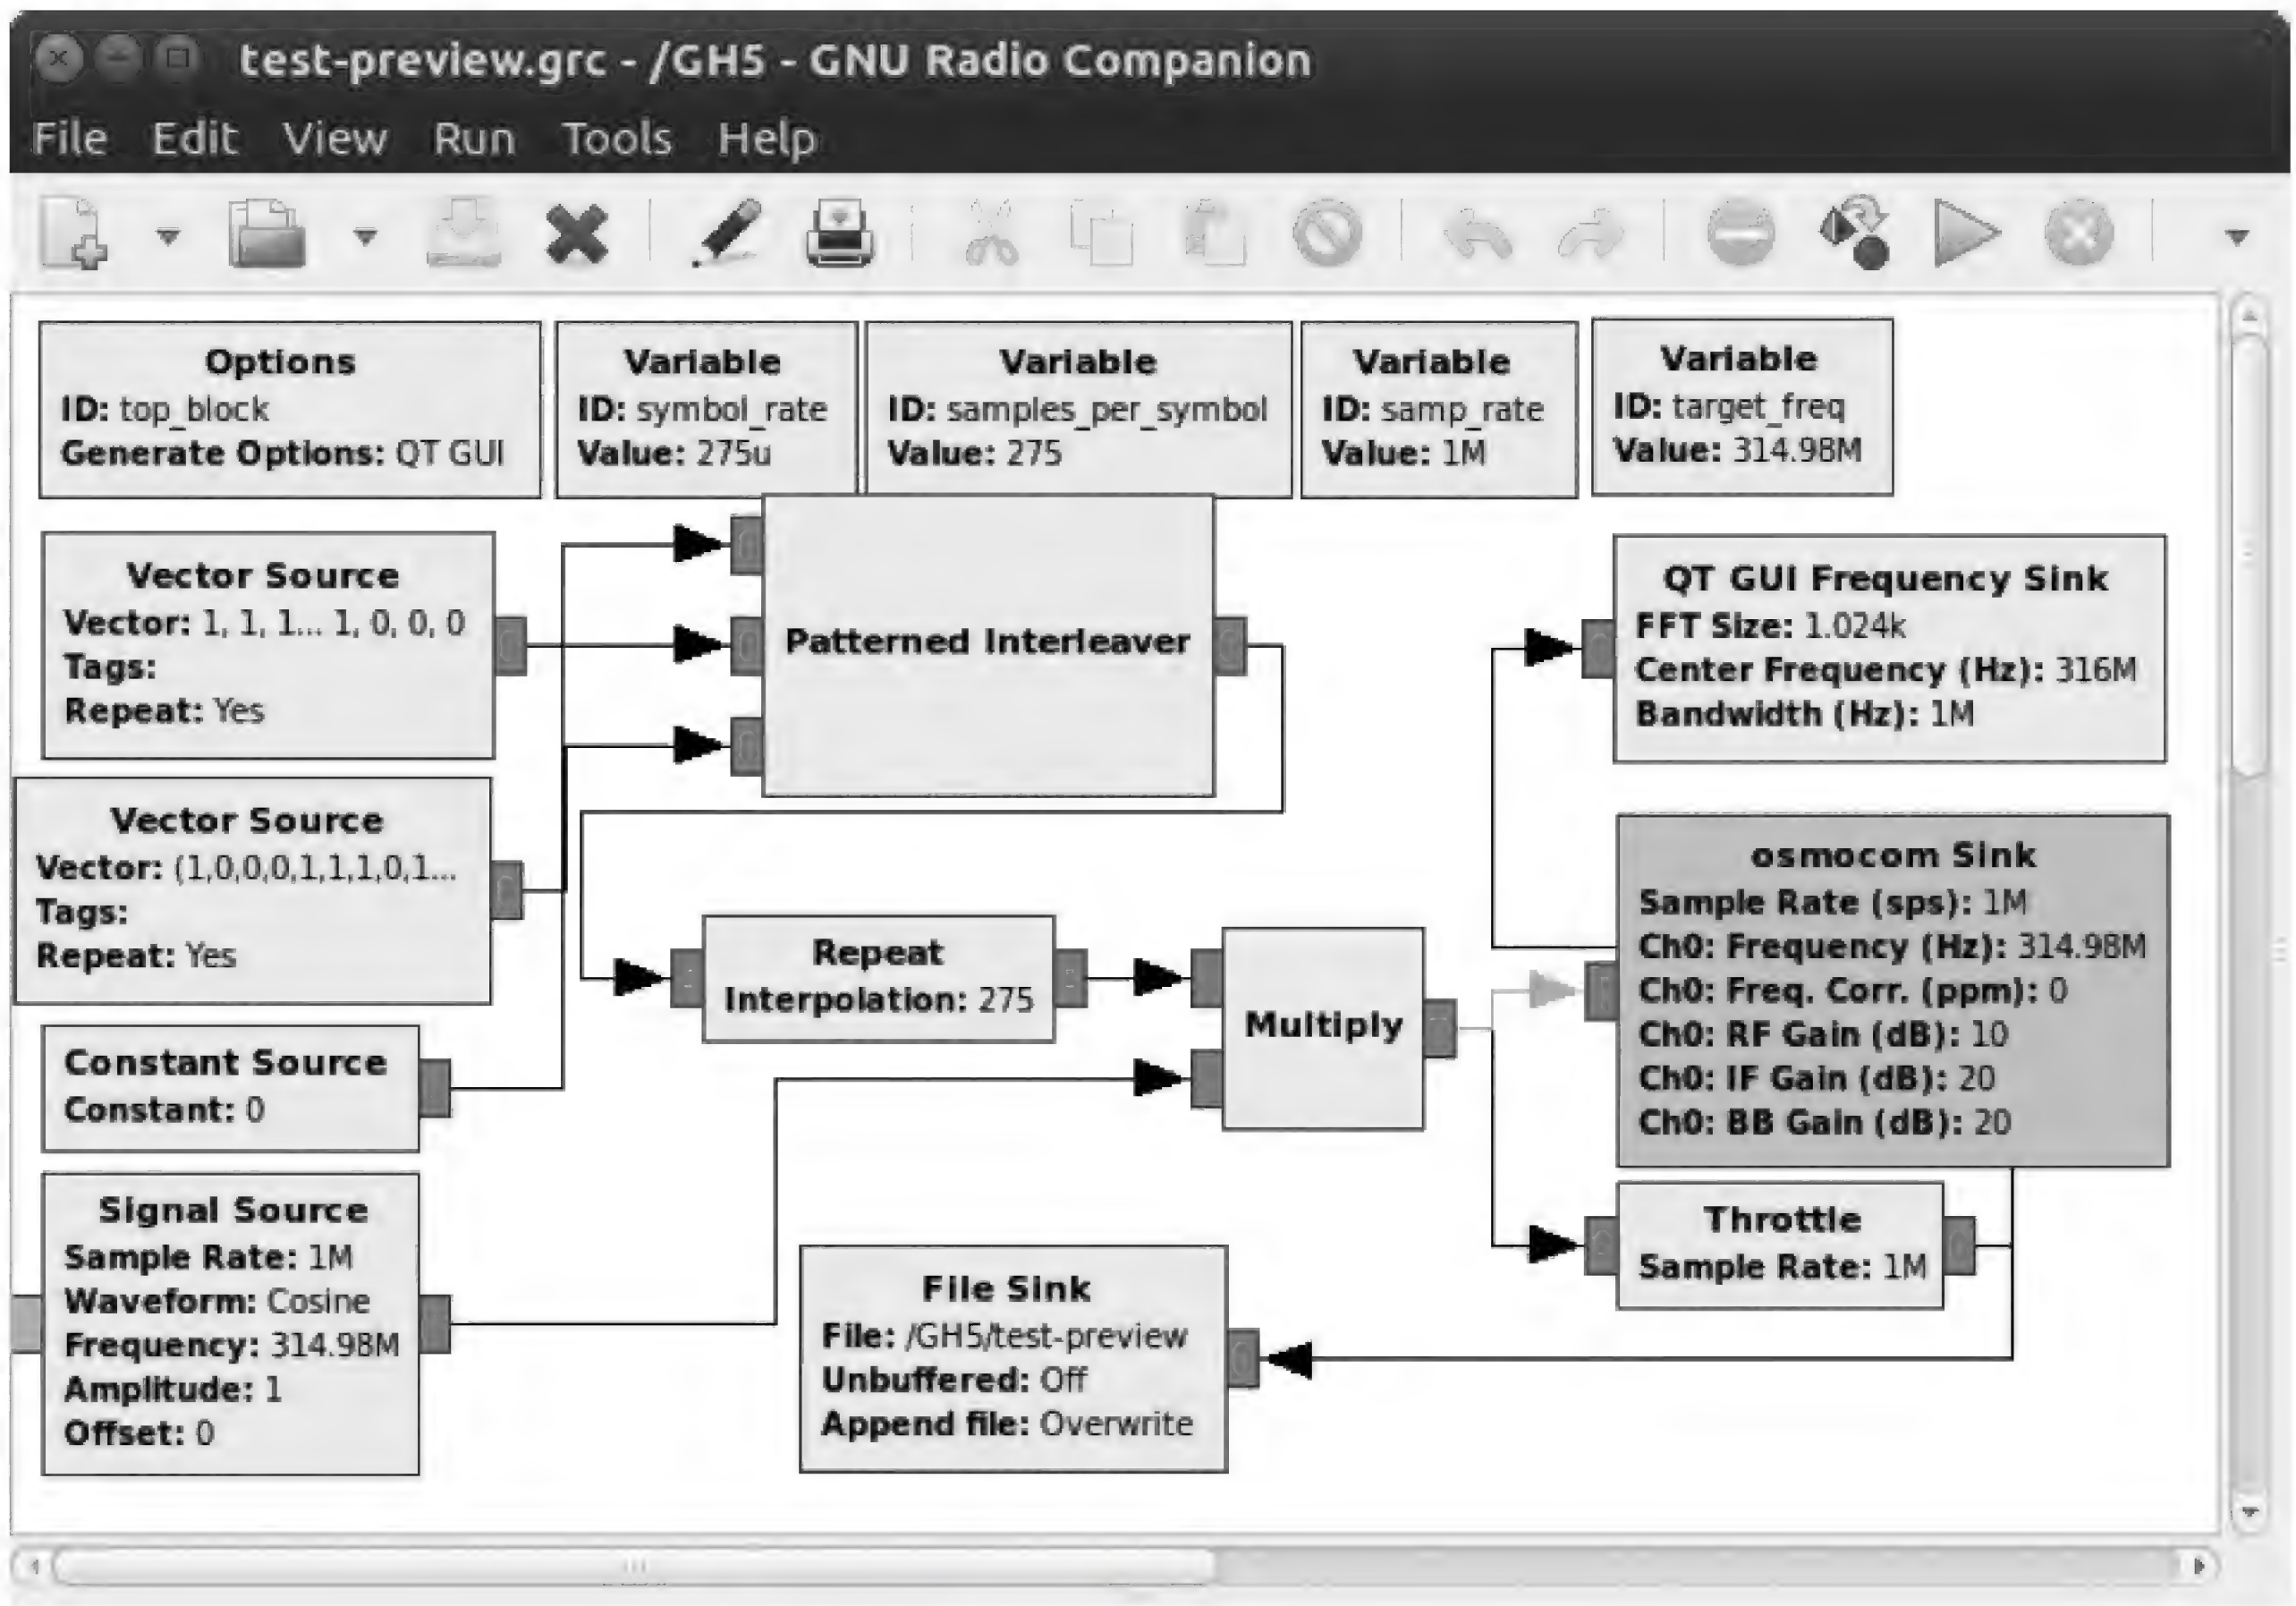 test-preview.grc - /GH5 - GNU Radio Companion
File Edit View Run Tools Help
Options
ID: top_block
Generate Options: QT GUI
Variable
ID: symbol_rate
Value: 275u
Variable
ID: samples_per_symbol
Value: 275
Variable
ID: samp_rate
Value: 1M
Variable
ID: target_freq
Value: 314.98M
Vector Source
Vector: 1, 1, 1... 1, 0, 0, 0
Tags:
Repeat: Yes
Patterned Interleaver
QT GUI Frequency Sink
FFT Size: 1.024k
Center Frequency (Hz): 316M
Bandwidth (Hz): 1M
Vector Source
Vector: (1,0,0,0,1,1,1,0,1...
Tags:
Repeat: Yes
osmocom Sink
Sample Rate (sps): 1M
Ch0: Frequency (Hz): 314.98M
Ch0: Freq. Corr. (ppm): 0
Ch0: RF Gain (dB): 10
Ch0: IF Gain (dB): 20
Ch0: BB Gain (dB): 20
Repeat
Interpolation: 275
Multiply
Constant Source
Constant: 0
Signal Source
Sample Rate: 1M
Waveform: Cosine
Frequency: 314.98M
Amplitude: 1
Offset: 0
Throttle
Sample Rate: 1M
File Sink
File: /GH5/test-preview
Unbuffered: Off
Append file: Overwrite